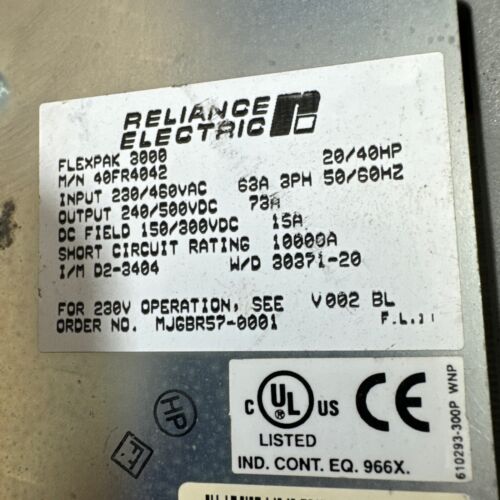 RELIANCE
ELECTRIC
FLEXPAK 3000 20/40HP
M/N 40FR4042
INPUT 230/460VAC 63A 3PH 50/60HZ
OUTPUT 240/500VDC 73A
DC FIELD 150/300VDC 15A
SHORT CIRCUIT RATING 10000A
I/M D2-3404 W/D 30371-20
FOR 230V OPERATION, SEE V002 BL
ORDER NO. MJGBR57-0001 F.L.
C UL US
LISTED
IND. CONT. EQ. 966X.
610293-300P WNP
HP